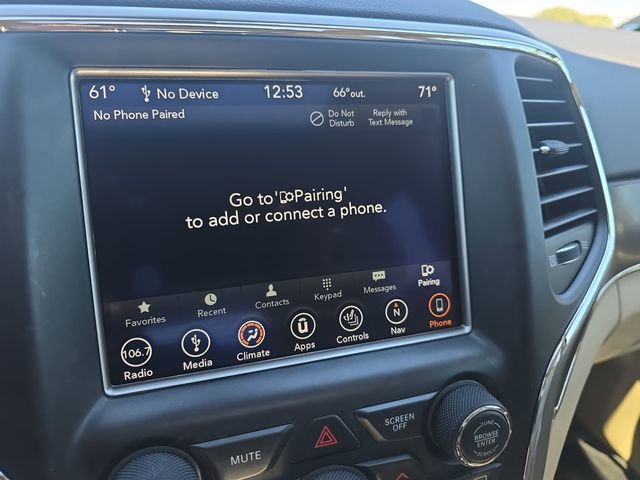 61° No Device 12:53 66°out. 71°
No Phone Paired
Do Not Disturb
Reply with
Text Message
Go to 'Pairing'
to add or connect a phone.
Favorites Recent Contacts Keypad Messages Pairing
106.7 N
Radio Media Climate Apps Controls Nav Phone
MUTE
SCREEN
OFF
TUNE
BROWSE
ENTER
SCROLL